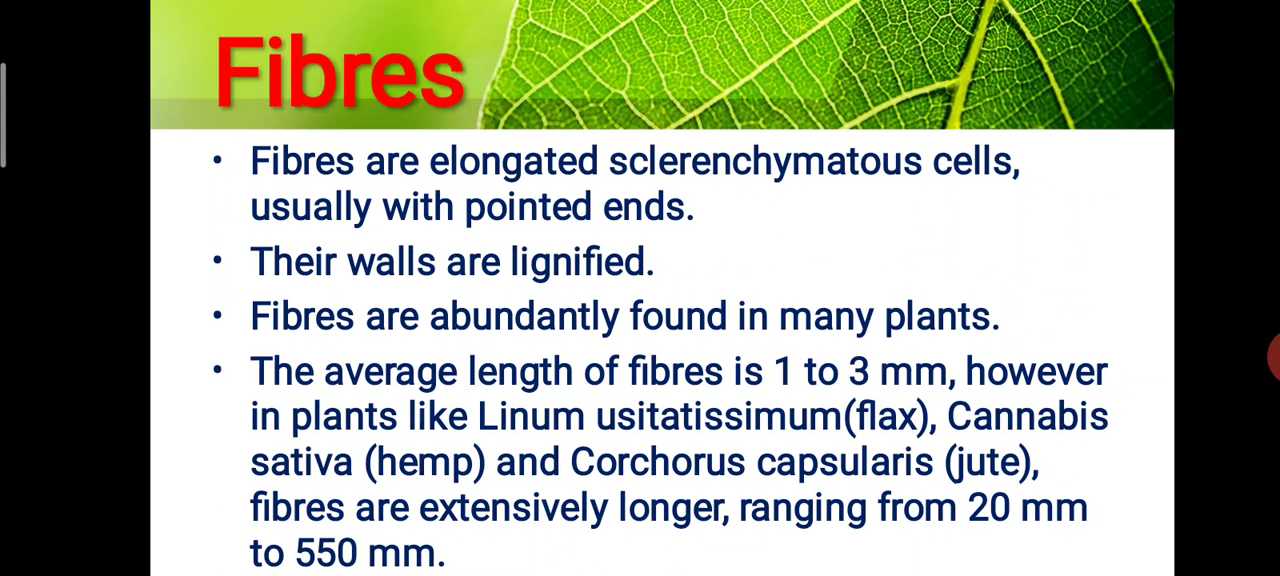 Fibres
• Fibres are elongated sclerenchymatous cells,
usually with pointed ends.
• Their walls are lignified.
• Fibres are abundantly found in many plants.
• The average length of fibres is 1 to 3 mm, however
in plants like Linum usitatissimum(flax), Cannabis
sativa (hemp) and Corchorus capsularis (jute),
fibres are extensively longer, ranging from 20 mm
to 550 mm.